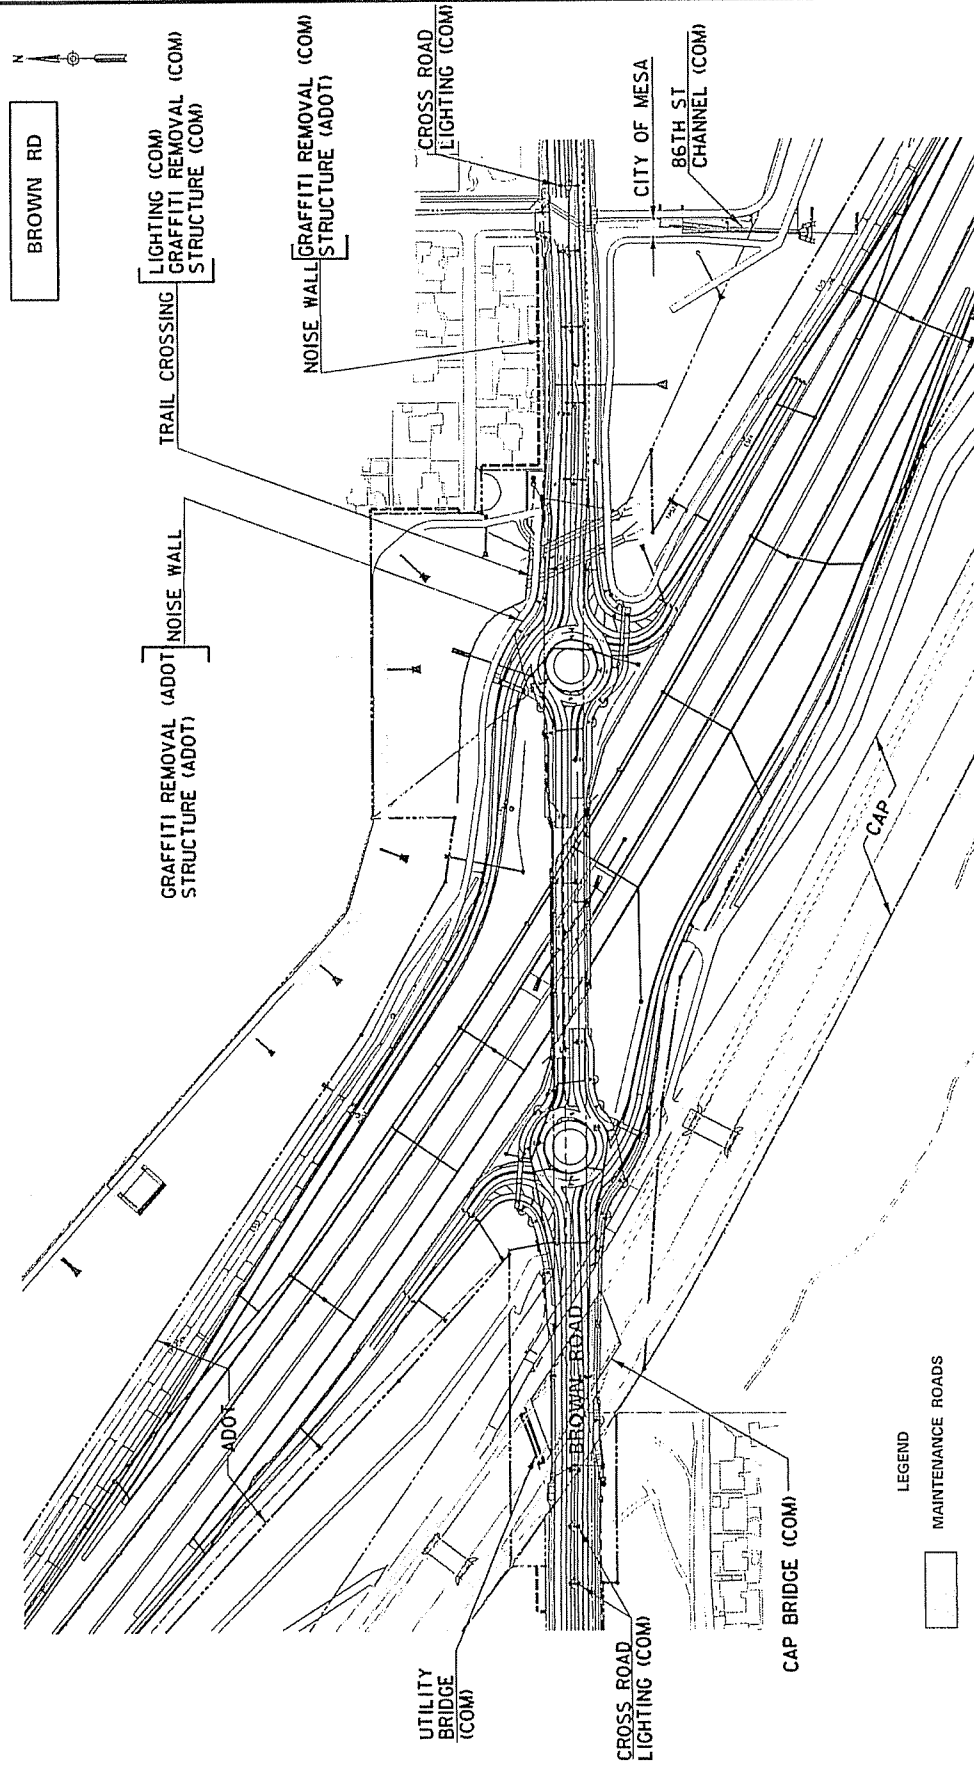 BROWN RD
N
TRAIL CROSSING
LIGHTING (COM)
GRAFFITI REMOVAL (COM)
STRUCTURE (COM)
NOISE WALL
GRAFFITI REMOVAL (COM)
STRUCTURE (ADOT)
CROSS ROAD
LIGHTING (COM)
GRAFFITI REMOVAL (ADOT)
STRUCTURE (ADOT)
NOISE WALL
CITY OF MESA
86TH ST
CHANNEL (COM)
ADOT
CAP
BROWN ROAD
UTILITY
BRIDGE
(COM)
CROSS ROAD
LIGHTING (COM)
CAP BRIDGE (COM)
LEGEND
MAINTENANCE ROADS